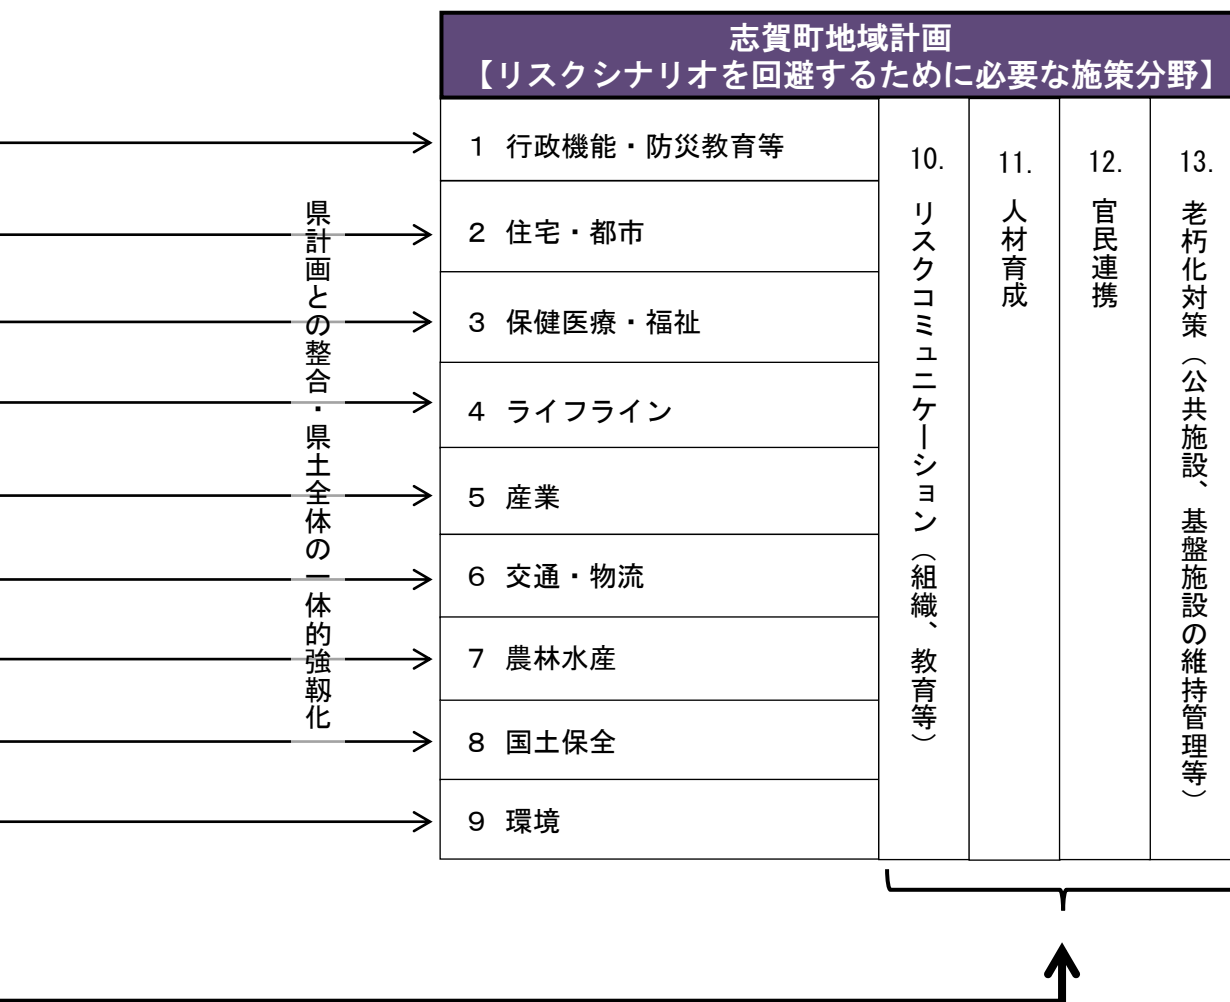 志賀町地域計画
【リスクシナリオを回避するために必要な施策分野】
県計画との整合・県土全体の一体的強靱化
1 行政機能・防災教育等
2 住宅・都市
3 保健医療・福祉
4 ライフライン
5 産業
6 交通・物流
7 農林水産
8 国土保全
9 環境
10. リスクコミュニケーション（組織、教育等）
11. 人材育成
12. 官民連携
13. 老朽化対策（公共施設、基盤施設の維持管理等）